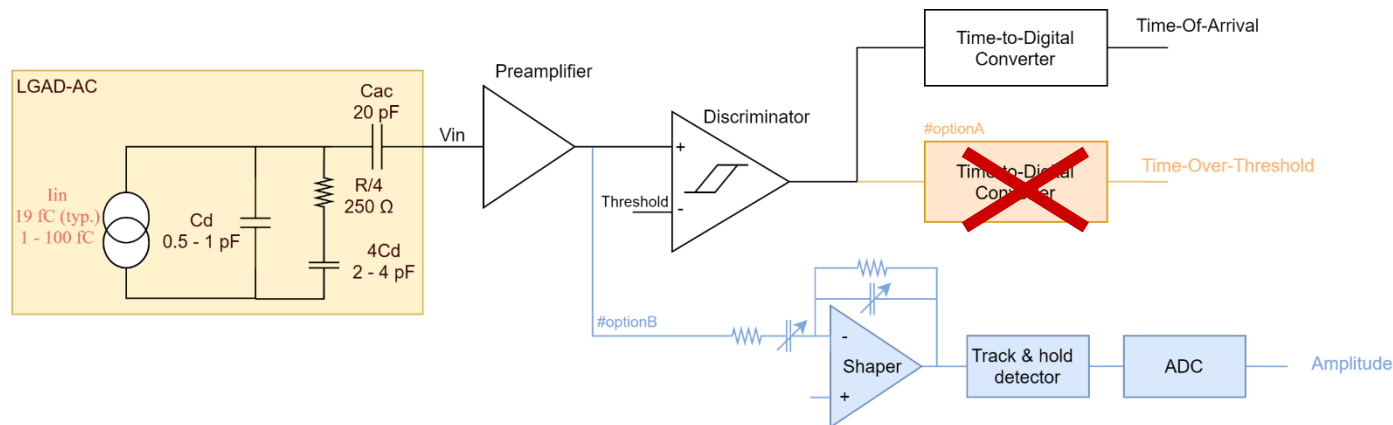 LGAD-AC
Cac
20 pF
Iin
19 fC (typ.)
1 - 100 fC
Cd
0.5 - 1 pF
R/4
250 Ω
4Cd
2 - 4 pF
Vin
Preamplifier
Discriminator
+
Threshold
-
Time-to-Digital
Converter
Time-Of-Arrival
#optionA
Time-to-Digital
Converter
Time-Over-Threshold
#optionB
-
Shaper
+
Track & hold
detector
ADC
Amplitude